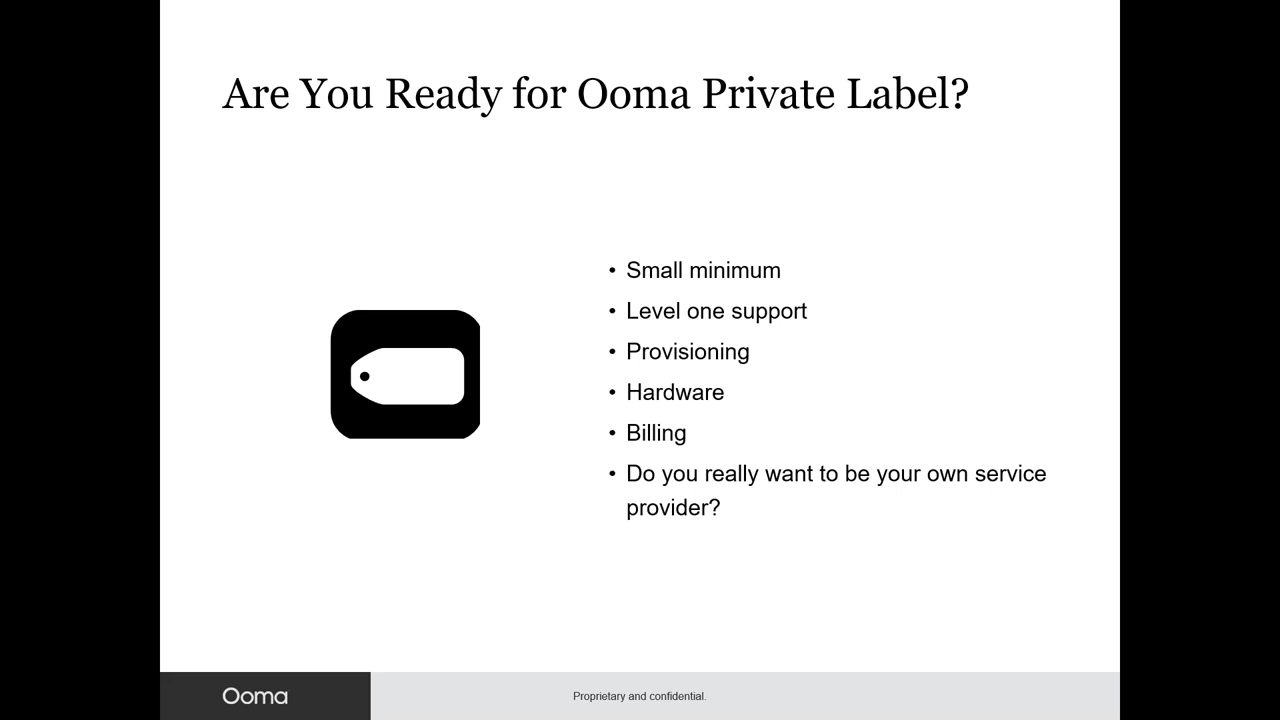 Are You Ready for Ooma Private Label?
• Small minimum
• Level one support
• Provisioning
• Hardware
• Billing
• Do you really want to be your own service
provider?
Ooma
Proprietary and confidential.